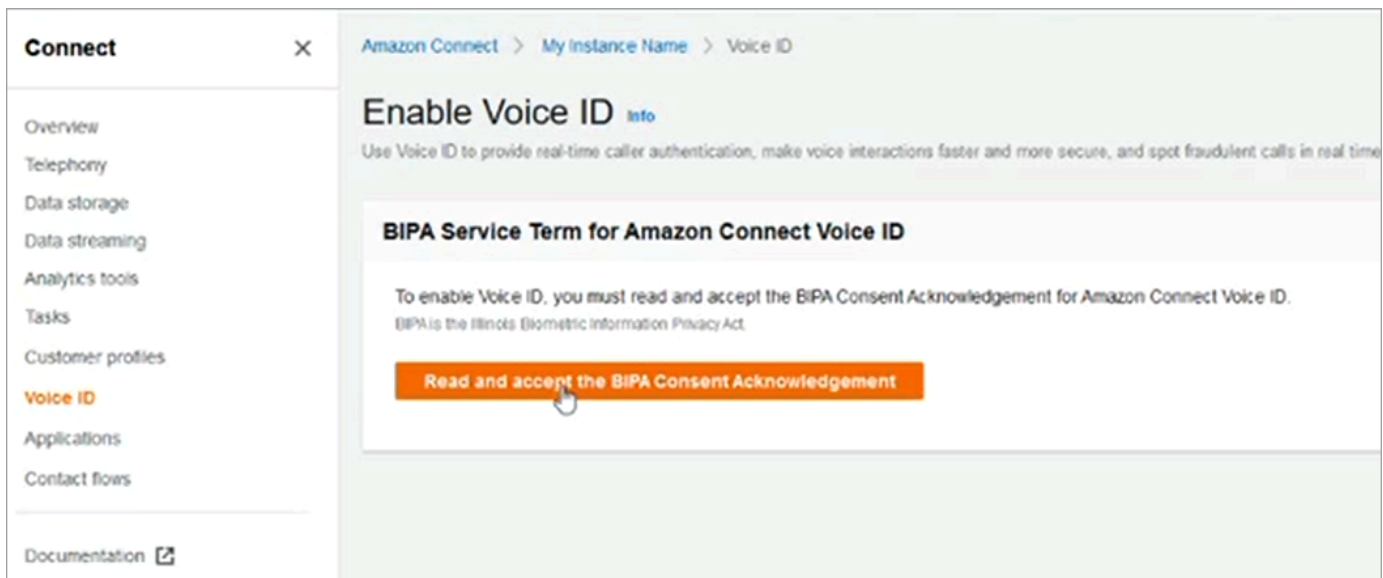 Connect
Overview
Telephony
Data storage
Data streaming
Analytics tools
Tasks
Customer profiles
Voice ID
Applications
Contact flows
Documentation
Amazon Connect > My Instance Name > Voice ID
Enable Voice ID Info
Use Voice ID to provide real-time caller authentication, make voice interactions faster and more secure, and spot fraudulent calls in real time
BIPA Service Term for Amazon Connect Voice ID
To enable Voice ID, you must read and accept the BIPA Consent Acknowledgement for Amazon Connect Voice ID.
BIPA is the Illinois Biometric Information Privacy Act.
Read and accept the BIPA Consent Acknowledgement